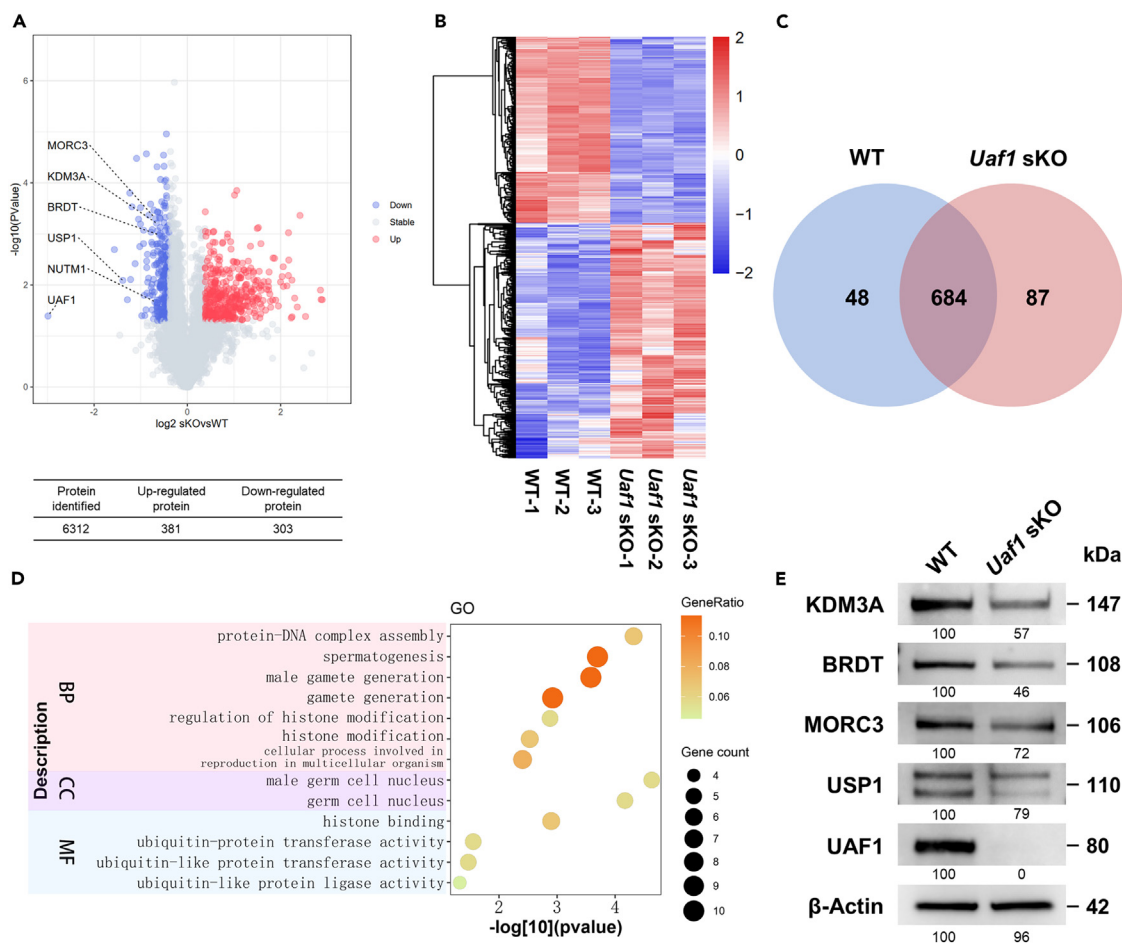 A
-log10(PValue)
6
4
2
0
-2
0
2
log2 sKOvsWT
MORC3
KDM3A
BRDT
USP1
NUTM1
UAF1
Down
Stable
Up
Protein identified
Up-regulated protein
Down-regulated protein
6312
381
303
B
2
1
0
−1
−2
WT-1
WT-2
WT-3
Uaf1 sKO-1
Uaf1 sKO-2
Uaf1 sKO-3
C
WT
Uaf1 sKO
48
684
87
D
GO
Description
BP
protein-DNA complex assembly
spermatogenesis
male gamete generation
gamete generation
regulation of histone modification
histone modification
cellular process involved in
reproduction in multicellular organism
CC
male germ cell nucleus
germ cell nucleus
MF
histone binding
ubiquitin-protein transferase activity
ubiquitin-like protein transferase activity
ubiquitin-like protein ligase activity
2
3
4
-log[10](pvalue)
GeneRatio
0.10
0.08
0.06
Gene count
4
5
6
7
8
9
10
E
WT
Uaf1 sKO
kDa
KDM3A
147
100
57
BRDT
108
100
46
MORC3
106
100
72
USP1
110
100
79
UAF1
80
100
0
β-Actin
42
100
96